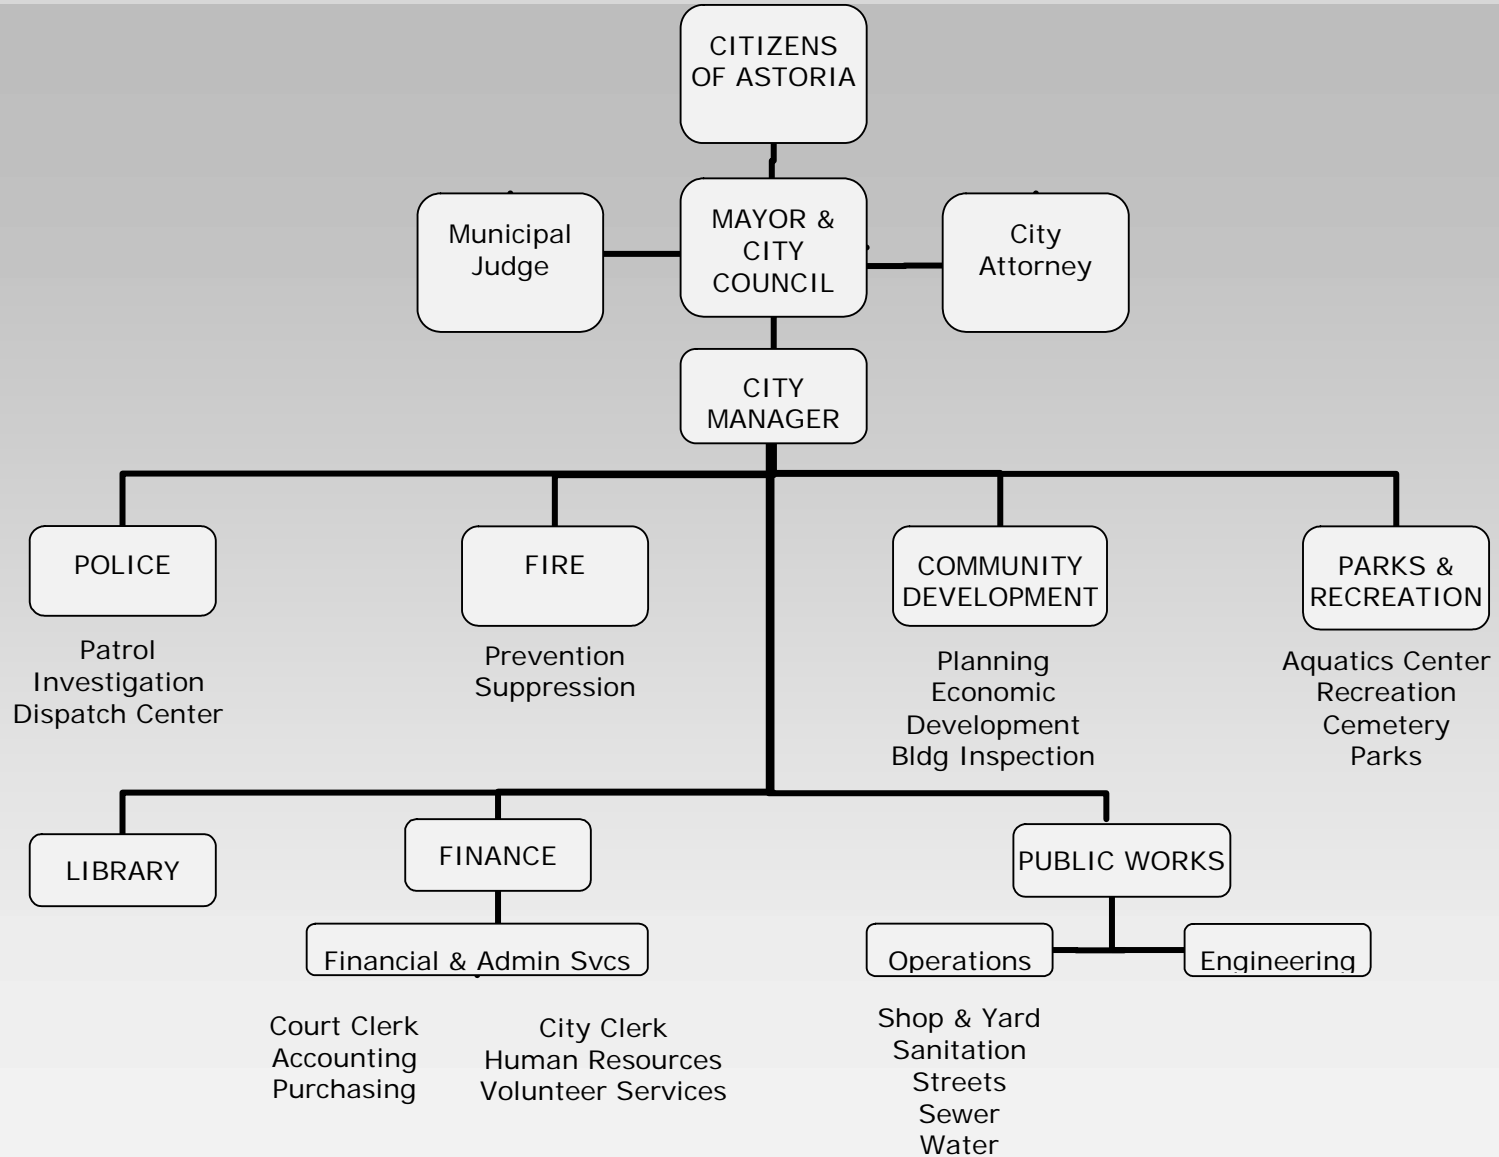 CITIZENS
OF ASTORIA
Municipal
Judge
MAYOR &
CITY
COUNCIL
City
Attorney
CITY
MANAGER
POLICE
Patrol
Investigation
Dispatch Center
FIRE
Prevention
Suppression
COMMUNITY
DEVELOPMENT
Planning
Economic
Development
Bldg Inspection
PARKS &
RECREATION
Aquatics Center
Recreation
Cemetery
Parks
LIBRARY
FINANCE
Financial & Admin Svcs
Court Clerk
Accounting
Purchasing
City Clerk
Human Resources
Volunteer Services
PUBLIC WORKS
Operations
Shop & Yard
Sanitation
Streets
Sewer
Water
Engineering